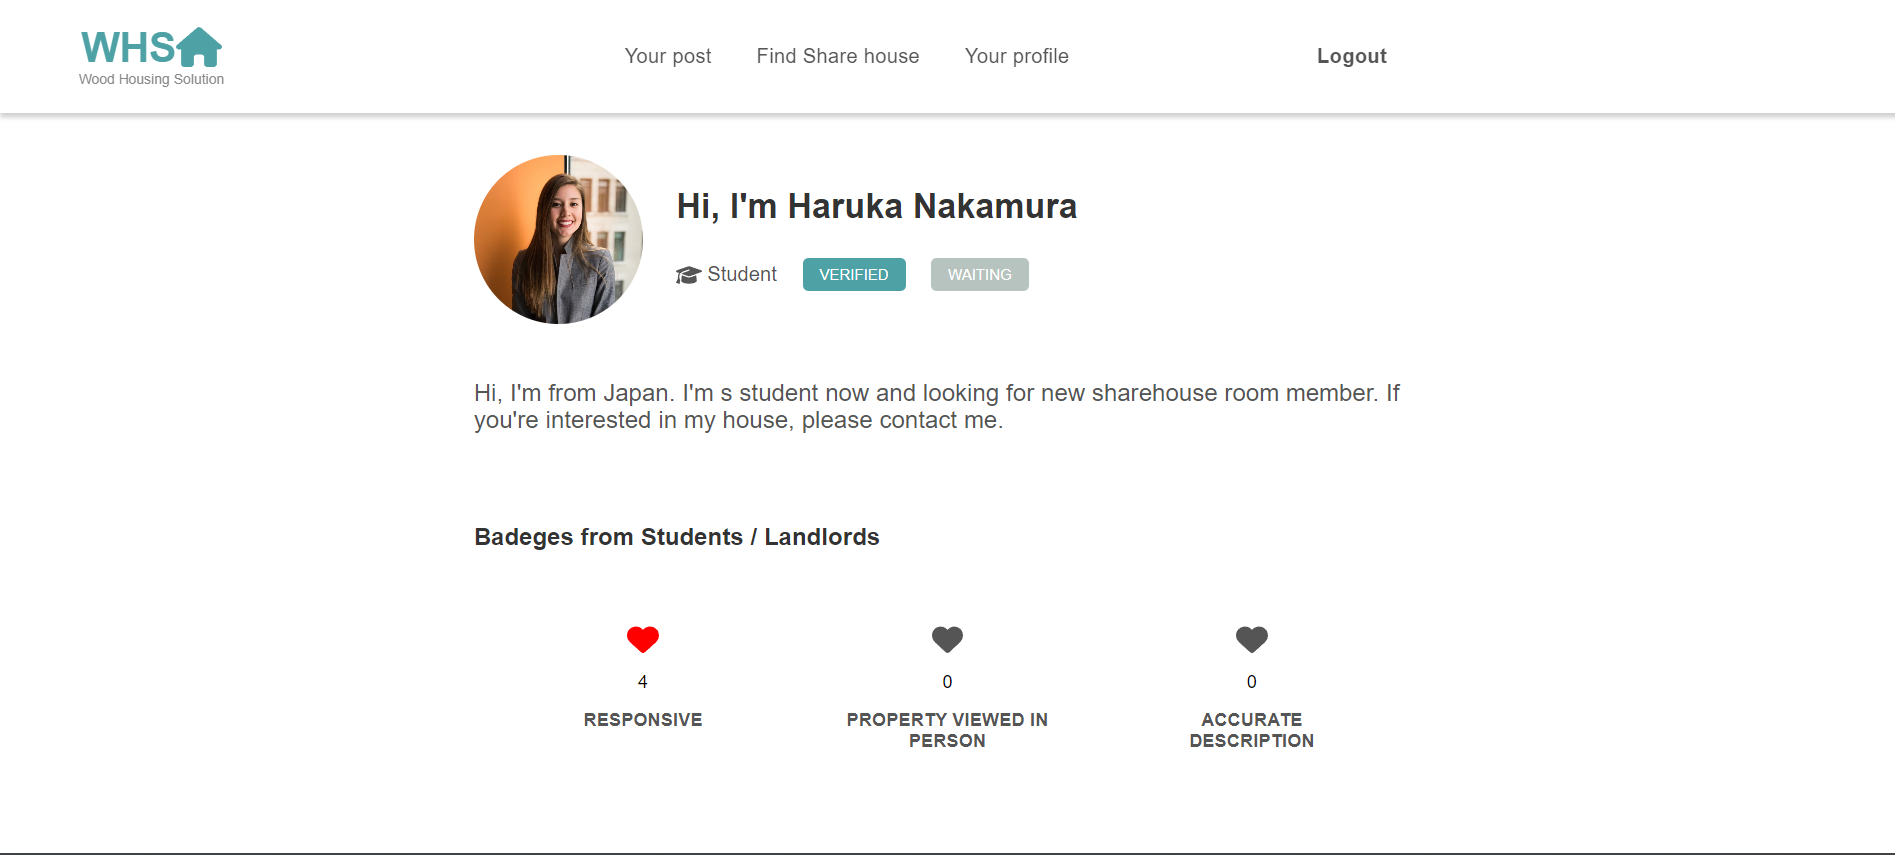 WHS
Wood Housing Solution
Your post
Find Share house
Your profile
Logout
Hi, I'm Haruka Nakamura
Student
VERIFIED
WAITING
Hi, I'm from Japan. I'm s student now and looking for new sharehouse room member. If
you're interested in my house, please contact me.
Badeges from Students / Landlords
4
RESPONSIVE
0
PROPERTY VIEWED IN
PERSON
0
ACCURATE
DESCRIPTION